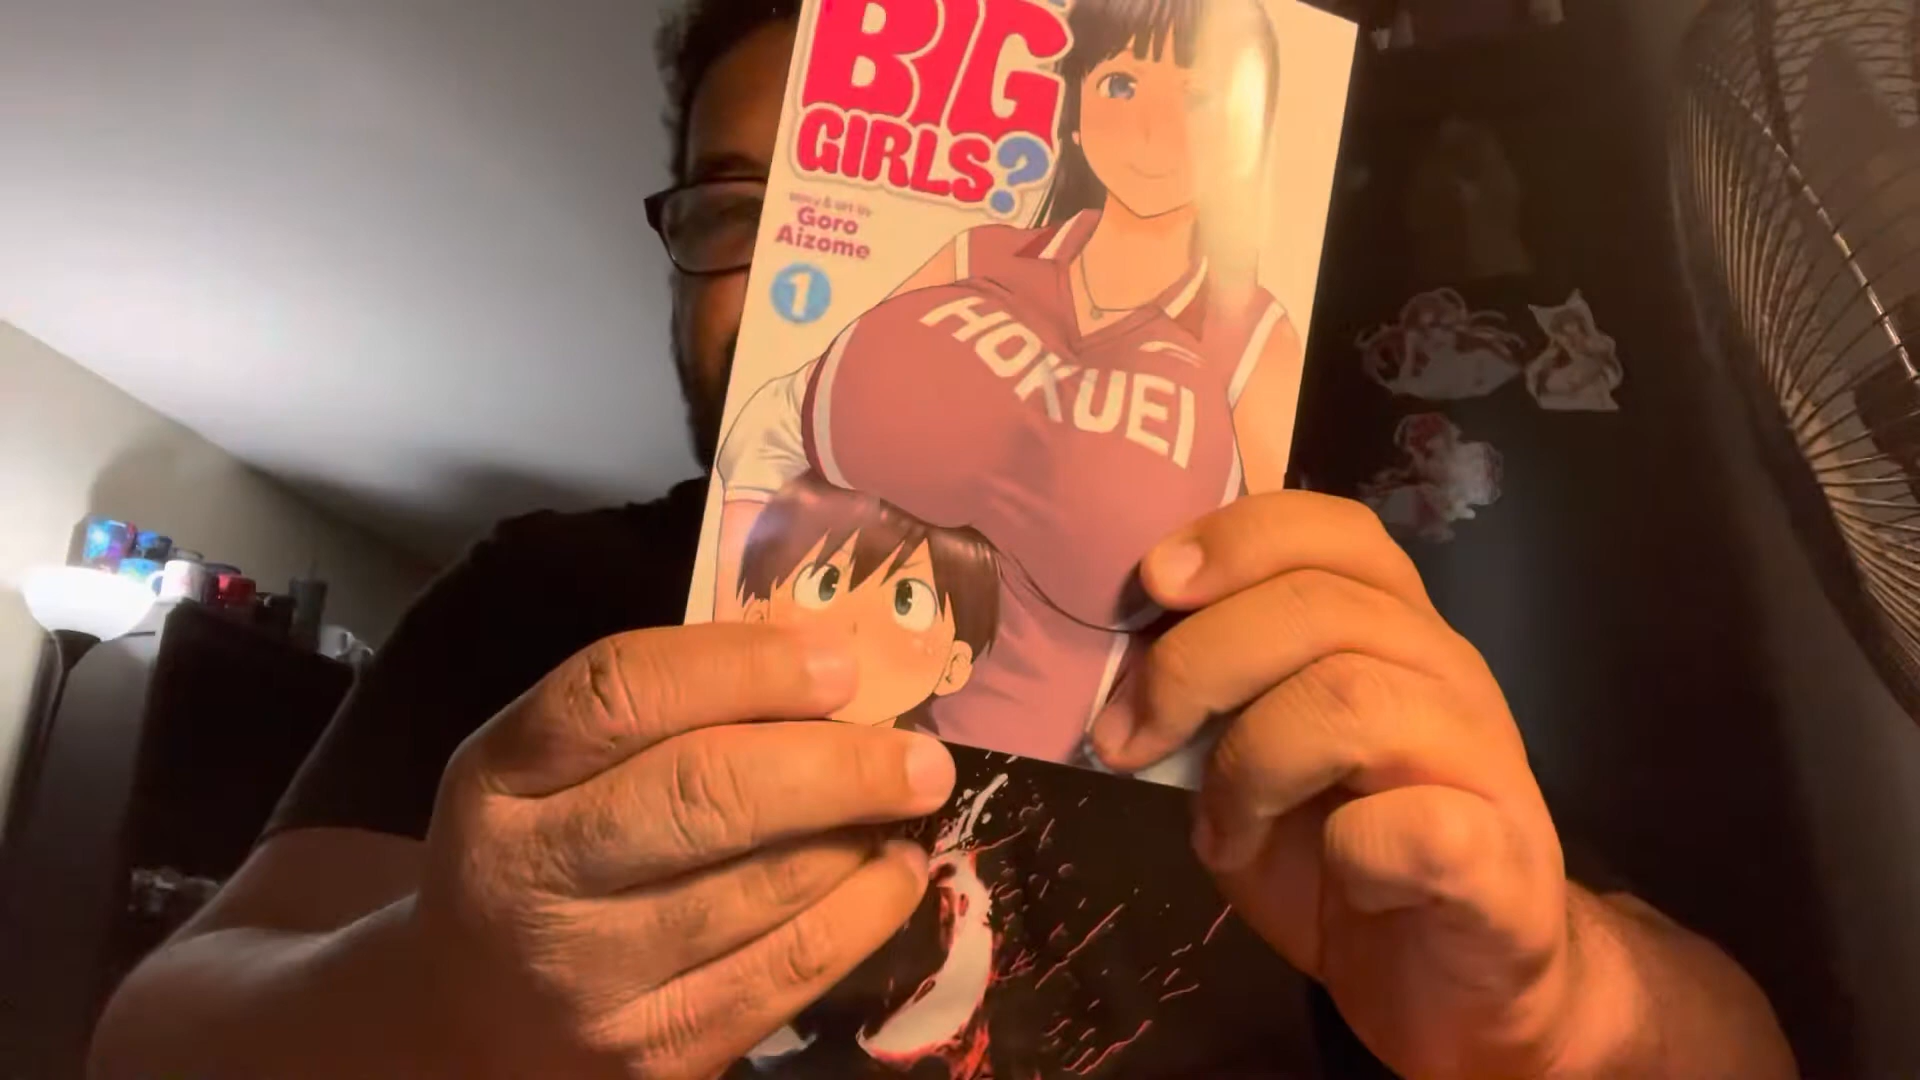 BIG
GIRLS?
Story & Art by
Goro
Aizome
1
HOKUEI